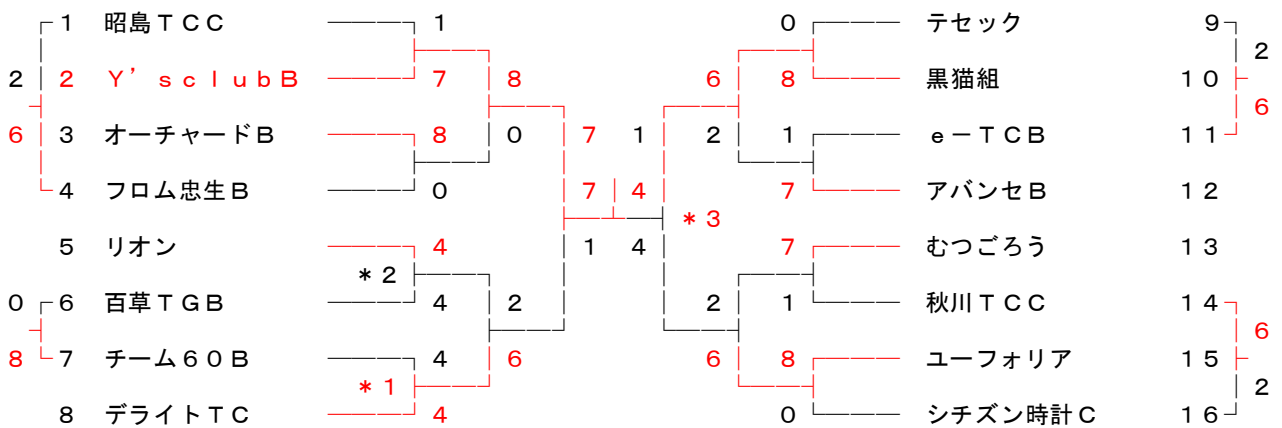 1 昭島ＴＣＣ 1 0 テセック 9
2 2
2 Ｙ’ｓｃｌｕｂＢ 7 8 6 8 黒猫組 10
6 6
3 オーチャードＢ 8 0 7 1 2 1 ｅ－ＴＣＢ 11
4 フロム忠生Ｂ 0 7 4 7 アバンセＢ 12
＊3
5 リオン 4 1 4 7 むつごろう 13
＊2
0 6 百草ＴＧＢ 4 2 2 1 秋川ＴＣＣ 14
6
8 7 チーム６０Ｂ 4 6 6 8 ユーフォリア 15
＊1 2
8 デライトＴＣ 4 0 シチズン時計Ｃ 16